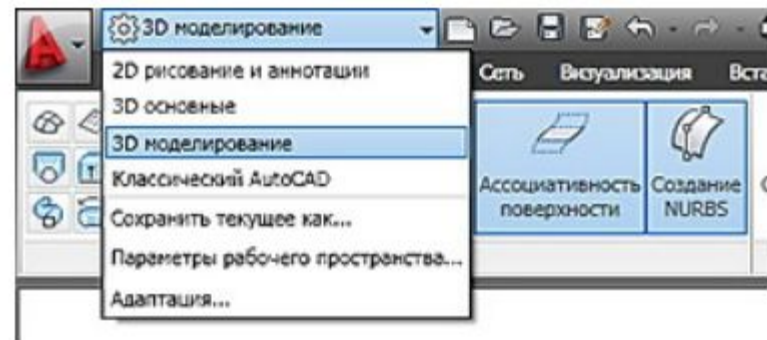 3D моделирование
2D рисование и аннотации
3D основные
3D моделирование
Классический AutoCAD
Сохранить текущее как...
Параметры рабочего пространства...
Адаптация...
Сеть Визуализация Вста
Ассоциативность поверхности
Создание NURBS